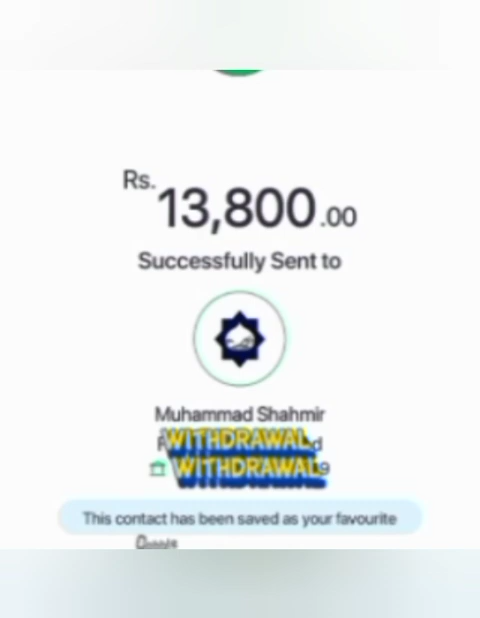 Rs. 13,800.00
Successfully Sent to
Muhammad Shahmir
WITHDRAWAL
WITHDRAWAL
This contact has been saved as your favourite